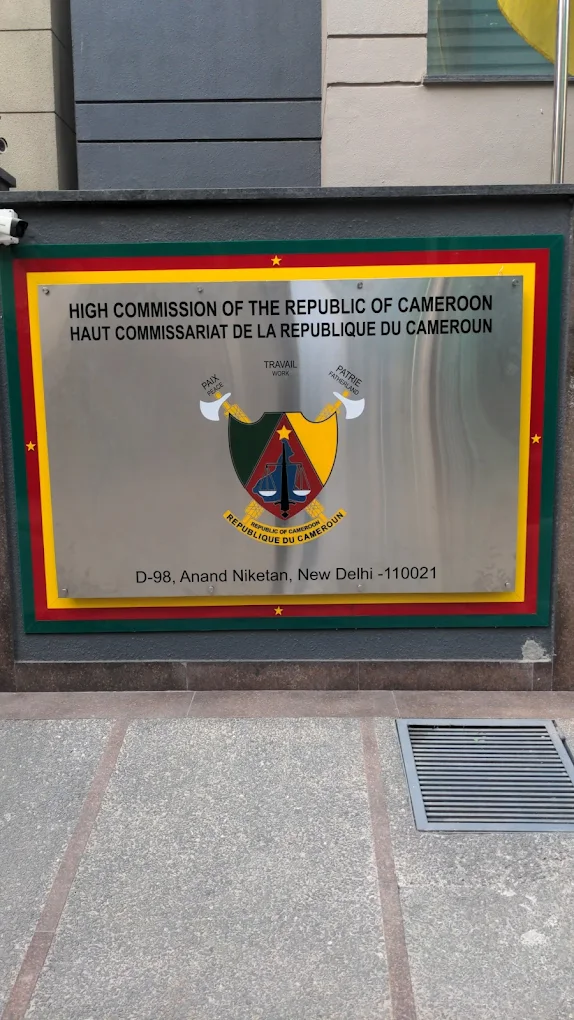 HIGH COMMISSION OF THE REPUBLIC OF CAMEROON
HAUT COMMISSARIAT DE LA REPUBLIQUE DU CAMEROUN
PAIX
PEACE
TRAVAIL
WORK
PATRIE
FATHERLAND
REPUBLIC OF CAMEROON
REPUBLIQUE DU CAMEROUN
D-98, Anand Niketan, New Delhi -110021